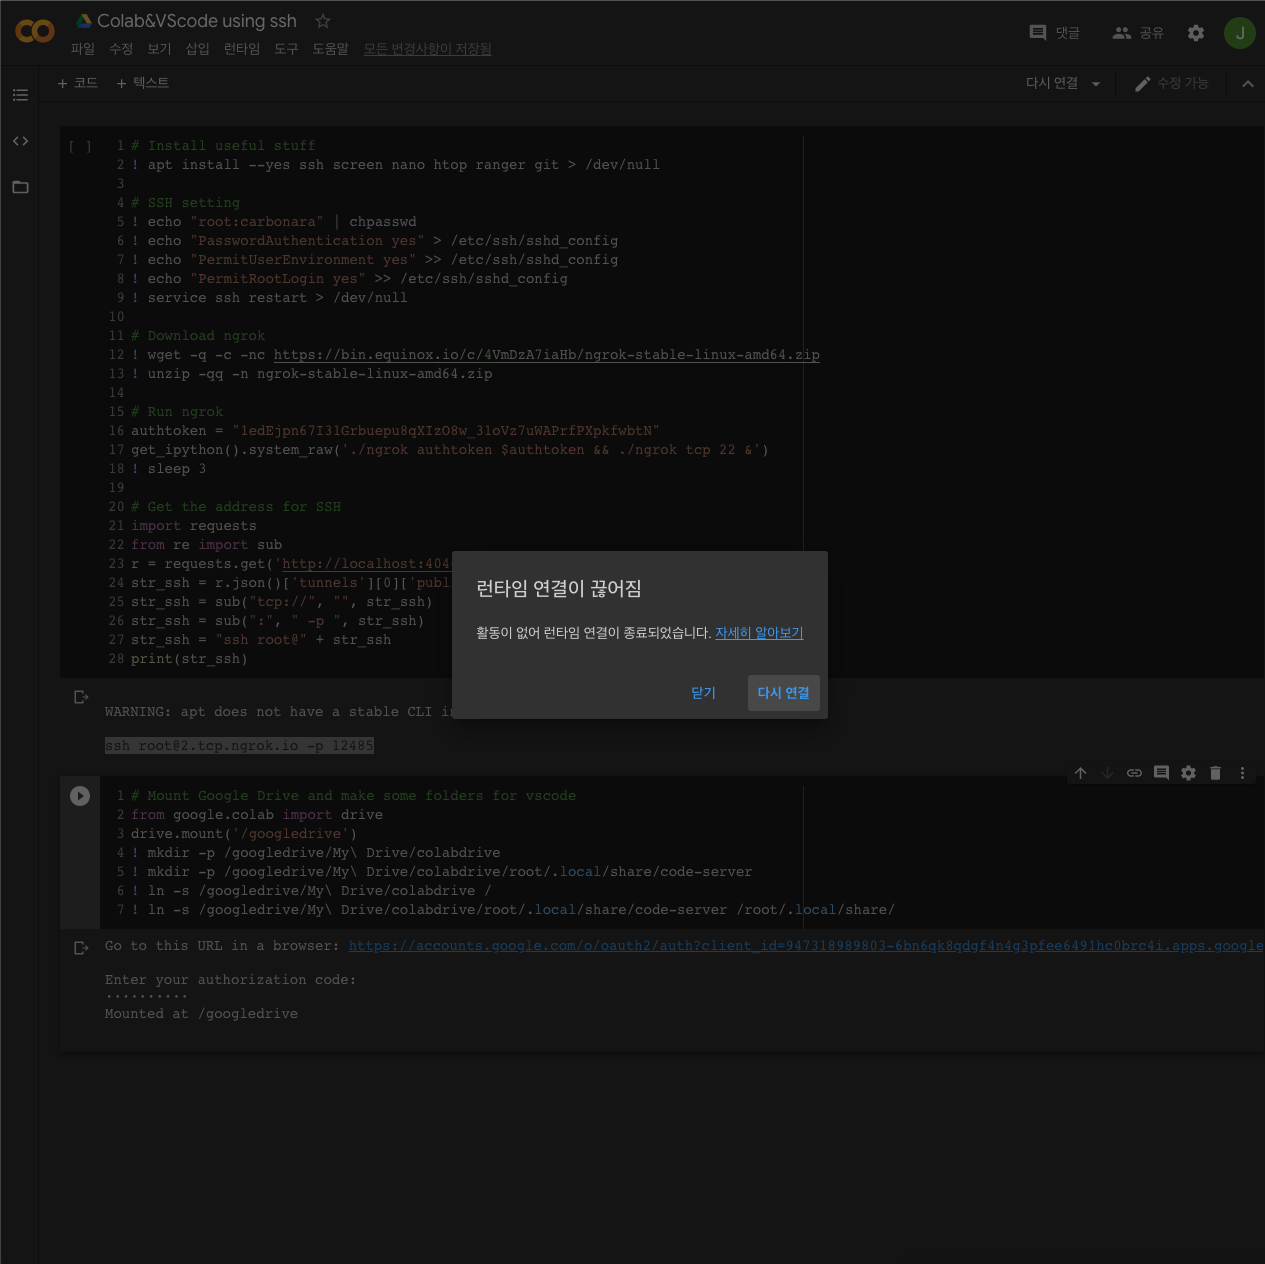 Colab&VScode using ssh
파일 수정 보기 삽입 런타임 도구 도움말 모든 변경사항이 저장됨
댓글 공유 J
+ 코드 + 텍스트
다시 연결 수정 가능
[ ] 1 # Install useful stuff
2 ! apt install --yes ssh screen nano htop ranger git > /dev/null
3
4 # SSH setting
5 ! echo "root:carbonara" | chpasswd
6 ! echo "PasswordAuthentication yes" > /etc/ssh/sshd_config
7 ! echo "PermitUserEnvironment yes" >> /etc/ssh/sshd_config
8 ! echo "PermitRootLogin yes" >> /etc/ssh/sshd_config
9 ! service ssh restart > /dev/null
10
11 # Download ngrok
12 ! wget -q -c -nc https://bin.equinox.io/c/4VmDzA7iaHb/ngrok-stable-linux-amd64.zip
13 ! unzip -qq -n ngrok-stable-linux-amd64.zip
14
15 # Run ngrok
16 authtoken = "1edEjpn67I31Grbuepu8qXIzO8w_31oVz7uWAPrfPXpkfwbtN"
17 get_ipython().system_raw('./ngrok authtoken $authtoken && ./ngrok tcp 22 &')
18 ! sleep 3
19
20 # Get the address for SSH
21 import requests
22 from re import sub
23 r = requests.get('http://localhost:404
24 str_ssh = r.json()['tunnels'][0]['publ
25 str_ssh = sub("tcp://", "", str_ssh)
26 str_ssh = sub(":", " -p ", str_ssh)
27 str_ssh = "ssh root@" + str_ssh
28 print(str_ssh)
런타임 연결이 끊어짐
활동이 없어 런타임 연결이 종료되었습니다. 자세히 알아보기
닫기 다시 연결
WARNING: apt does not have a stable CLI in
ssh root@2.tcp.ngrok.io -p 12485
1 # Mount Google Drive and make some folders for vscode
2 from google.colab import drive
3 drive.mount('/googledrive')
4 ! mkdir -p /googledrive/My\ Drive/colabdrive
5 ! mkdir -p /googledrive/My\ Drive/colabdrive/root/.local/share/code-server
6 ! ln -s /googledrive/My\ Drive/colabdrive /
7 ! ln -s /googledrive/My\ Drive/colabdrive/root/.local/share/code-server /root/.local/share/
Go to this URL in a browser: https://accounts.google.com/o/oauth2/auth?client_id=947318989803-6bn6qk8qdgf4n4g3pfee6491hc0brc4i.apps.google
Enter your authorization code:
··········
Mounted at /googledrive